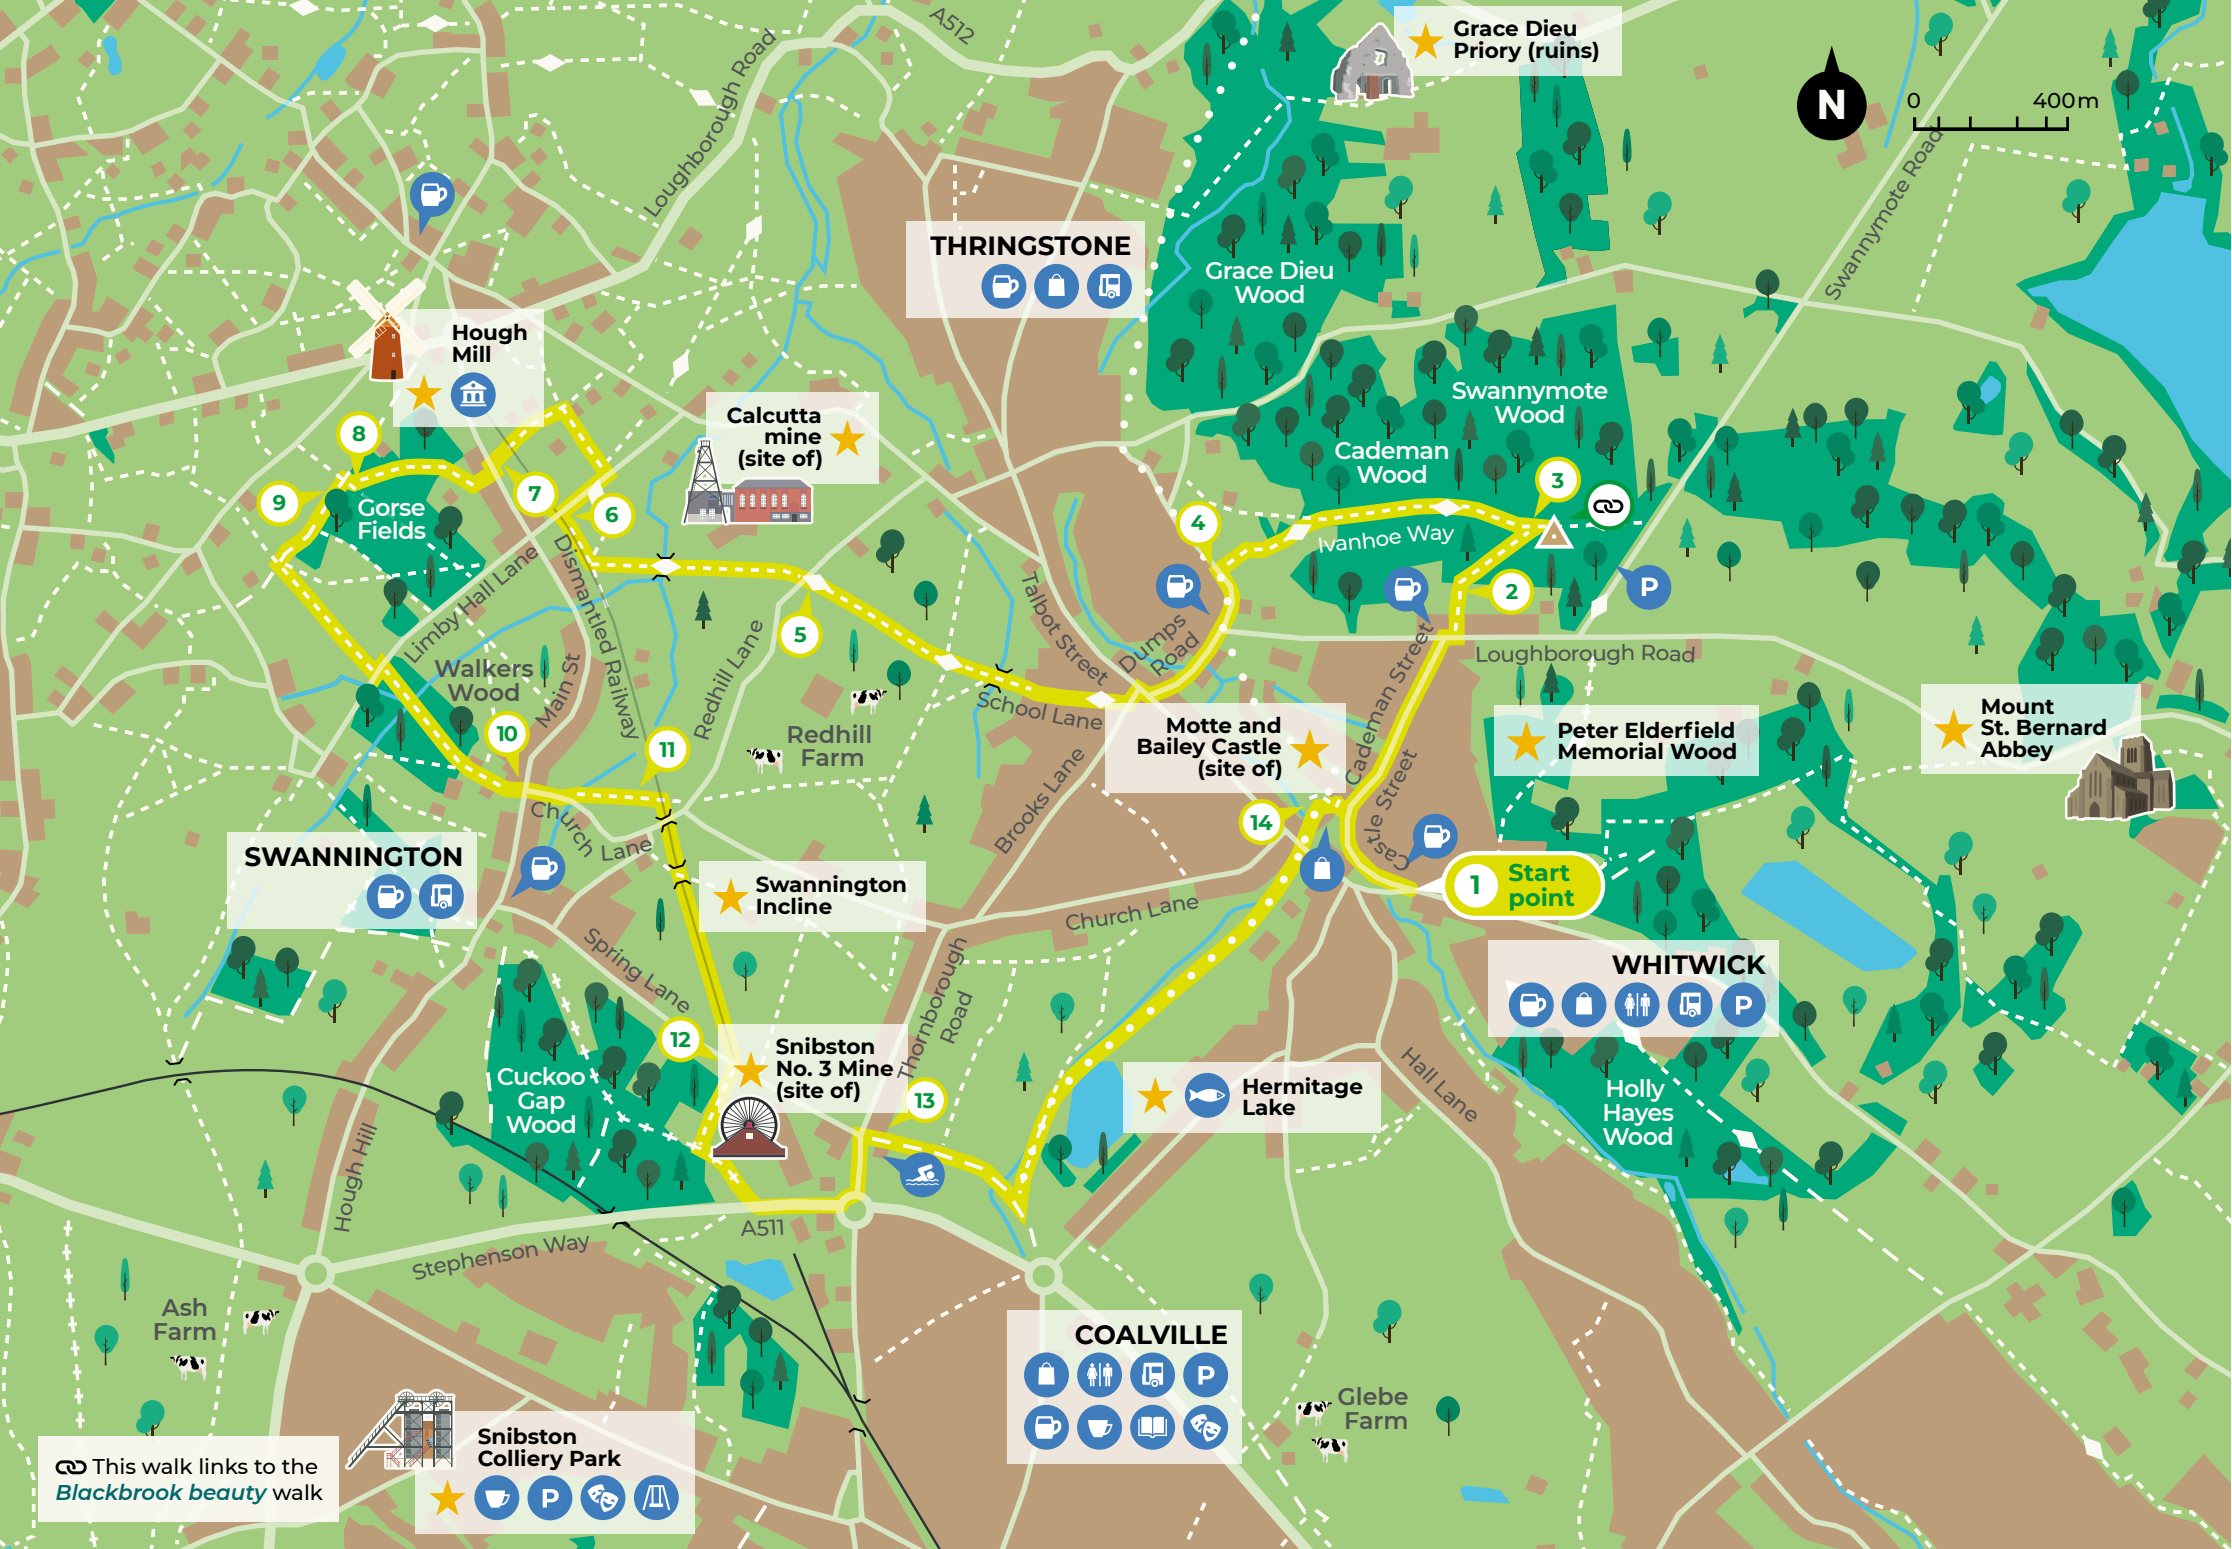 A512
Grace Dieu
Priory (ruins)
N
0
400m
Loughborough Road
Swannymote Road
THRINGSTONE
Grace Dieu
Wood
Hough
Mill
Swannymote
Wood
Calcutta
mine
(site of)
Cademan
Wood
8
9
7
6
3
4
Gorse
Fields
Ivanhoe Way
2
P
Limby Hall Lane
Dismantled Railway
5
Talbot Street
Dumps
Road
Cademan Street
Loughborough Road
Walkers
Wood
Main St
Redhill Lane
School Lane
10
11
Redhill
Farm
Motte and
Bailey Castle
(site of)
Peter Elderfield
Memorial Wood
Mount
St. Bernard
Abbey
Brooks Lane
Castle Street
14
Church Lane
SWANNINGTON
Swannington
Incline
1
Start
point
Church Lane
Spring Lane
Thornborough
Road
WHITWICK
P
12
Snibston
No. 3 Mine
(site of)
13
Hermitage
Lake
Hall Lane
Cuckoo
Gap
Wood
Holly
Hayes
Wood
Hough Hill
A511
Stephenson Way
Ash
Farm
COALVILLE
P
Glebe
Farm
Snibston
Colliery Park
P
This walk links to the
Blackbrook beauty walk